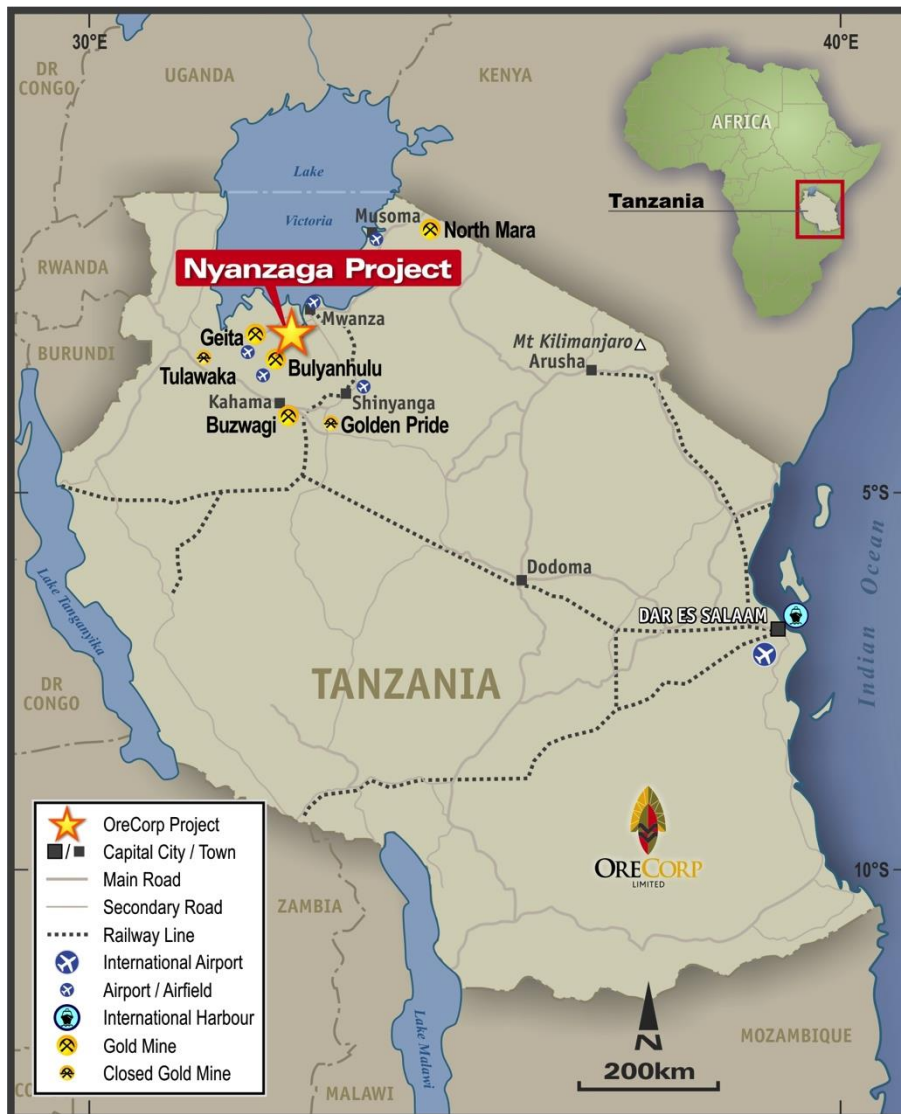 30°E
40°E
DR
CONGO
UGANDA
KENYA
AFRICA
Tanzania
Lake
Victoria
Musoma
North Mara
RWANDA
Nyanzaga Project
Mwanza
Geita
BURUNDI
Bulyanhulu
Tulawaka
Mt Kilimanjaro
Arusha
Kahama
Shinyanga
Buzwagi
Golden Pride
5°S
Indian Ocean
Lake Tanganyika
Dodoma
DAR ES SALAAM
DR
CONGO
TANZANIA
ORECORP
LIMITED
10°S
ZAMBIA
OreCorp Project
/
Capital City / Town
Main Road
Secondary Road
Railway Line
International Airport
Airport / Airfield
International Harbour
Gold Mine
Closed Gold Mine
Lake Malawi
MALAWI
N
200km
MOZAMBIQUE